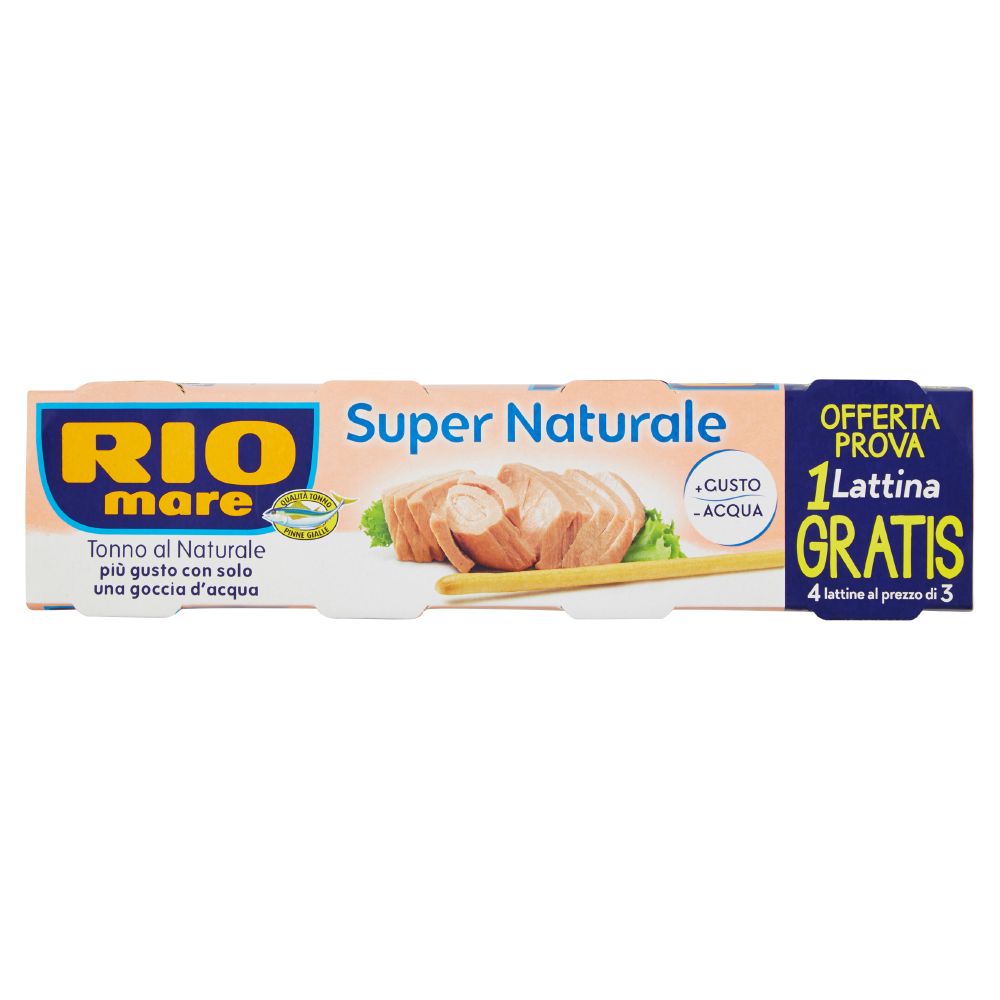 RIO
mare
QUALITÀ TONNO
PINNE GIALLE
Tonno al Naturale
più gusto con solo
una goccia d'acqua
Super Naturale
+GUSTO
-ACQUA
OFFERTA
PROVA
1 Lattina
GRATIS
4 lattine al prezzo di 3